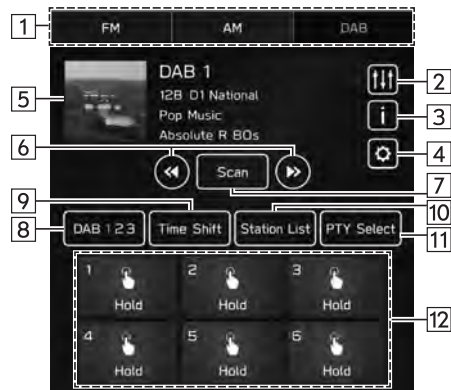 1 FM AM DAB
DAB 1
12B D1 National
Pop Music
Absolute R 80s
2
3
4
5
6
Scan
7
8
9
10
11
DAB 1 2 3 Time Shift Station List PTY Select
1 2 3
Hold Hold Hold
12
4 5 6
Hold Hold Hold